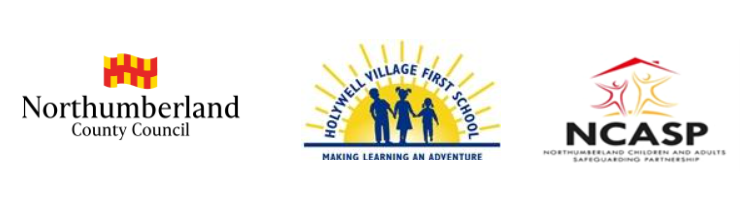 Northumberland
County Council
HOLYWELL VILLAGE FIRST SCHOOL
MAKING LEARNING AN ADVENTURE
NCASP
NORTHUMBERLAND CHILDREN AND ADULTS
SAFEGUARDING PARTNERSHIP